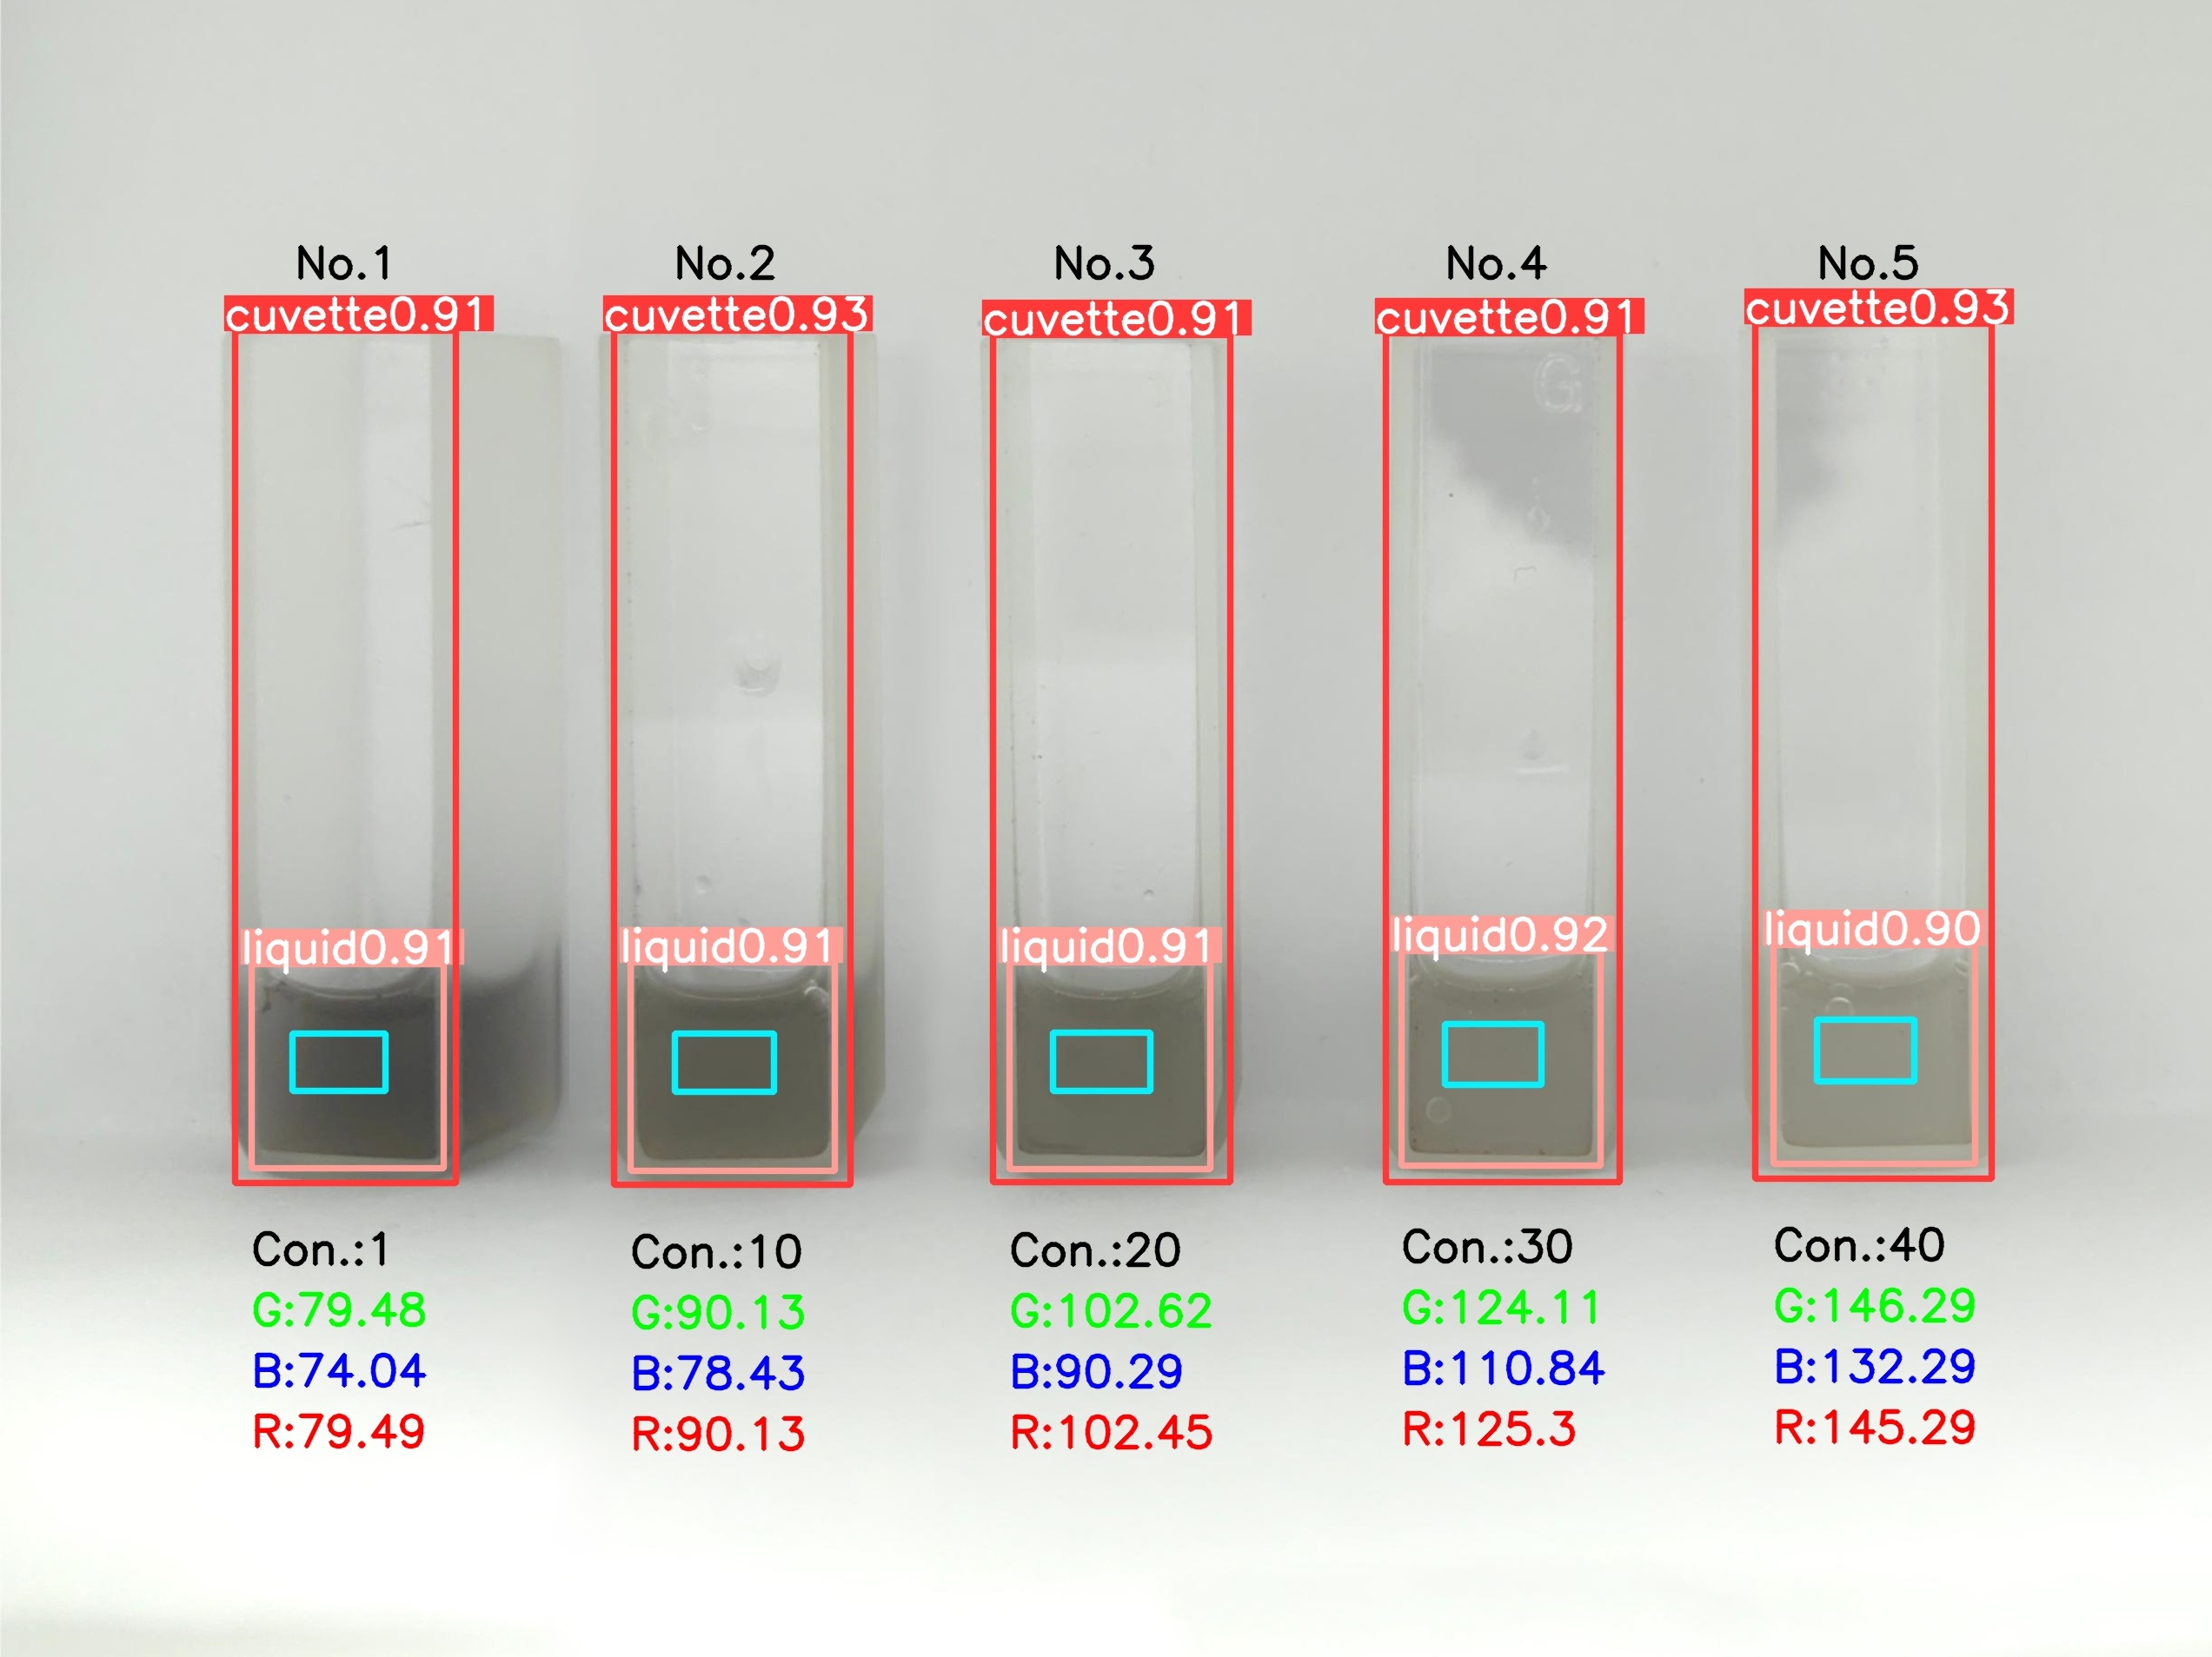 No.1
No.2
No.3
No.4
No.5
cuvette0.91
cuvette0.93
cuvette0.91
cuvette0.91
cuvette0.93
G
liquid0.91
liquid0.91
liquid0.91
liquid0.92
liquid0.90
Con.:1
Con.:10
Con.:20
Con.:30
Con.:40
G:79.48
G:90.13
G:102.62
G:124.11
G:146.29
B:74.04
B:78.43
B:90.29
B:110.84
B:132.29
R:79.49
R:90.13
R:102.45
R:125.3
R:145.29